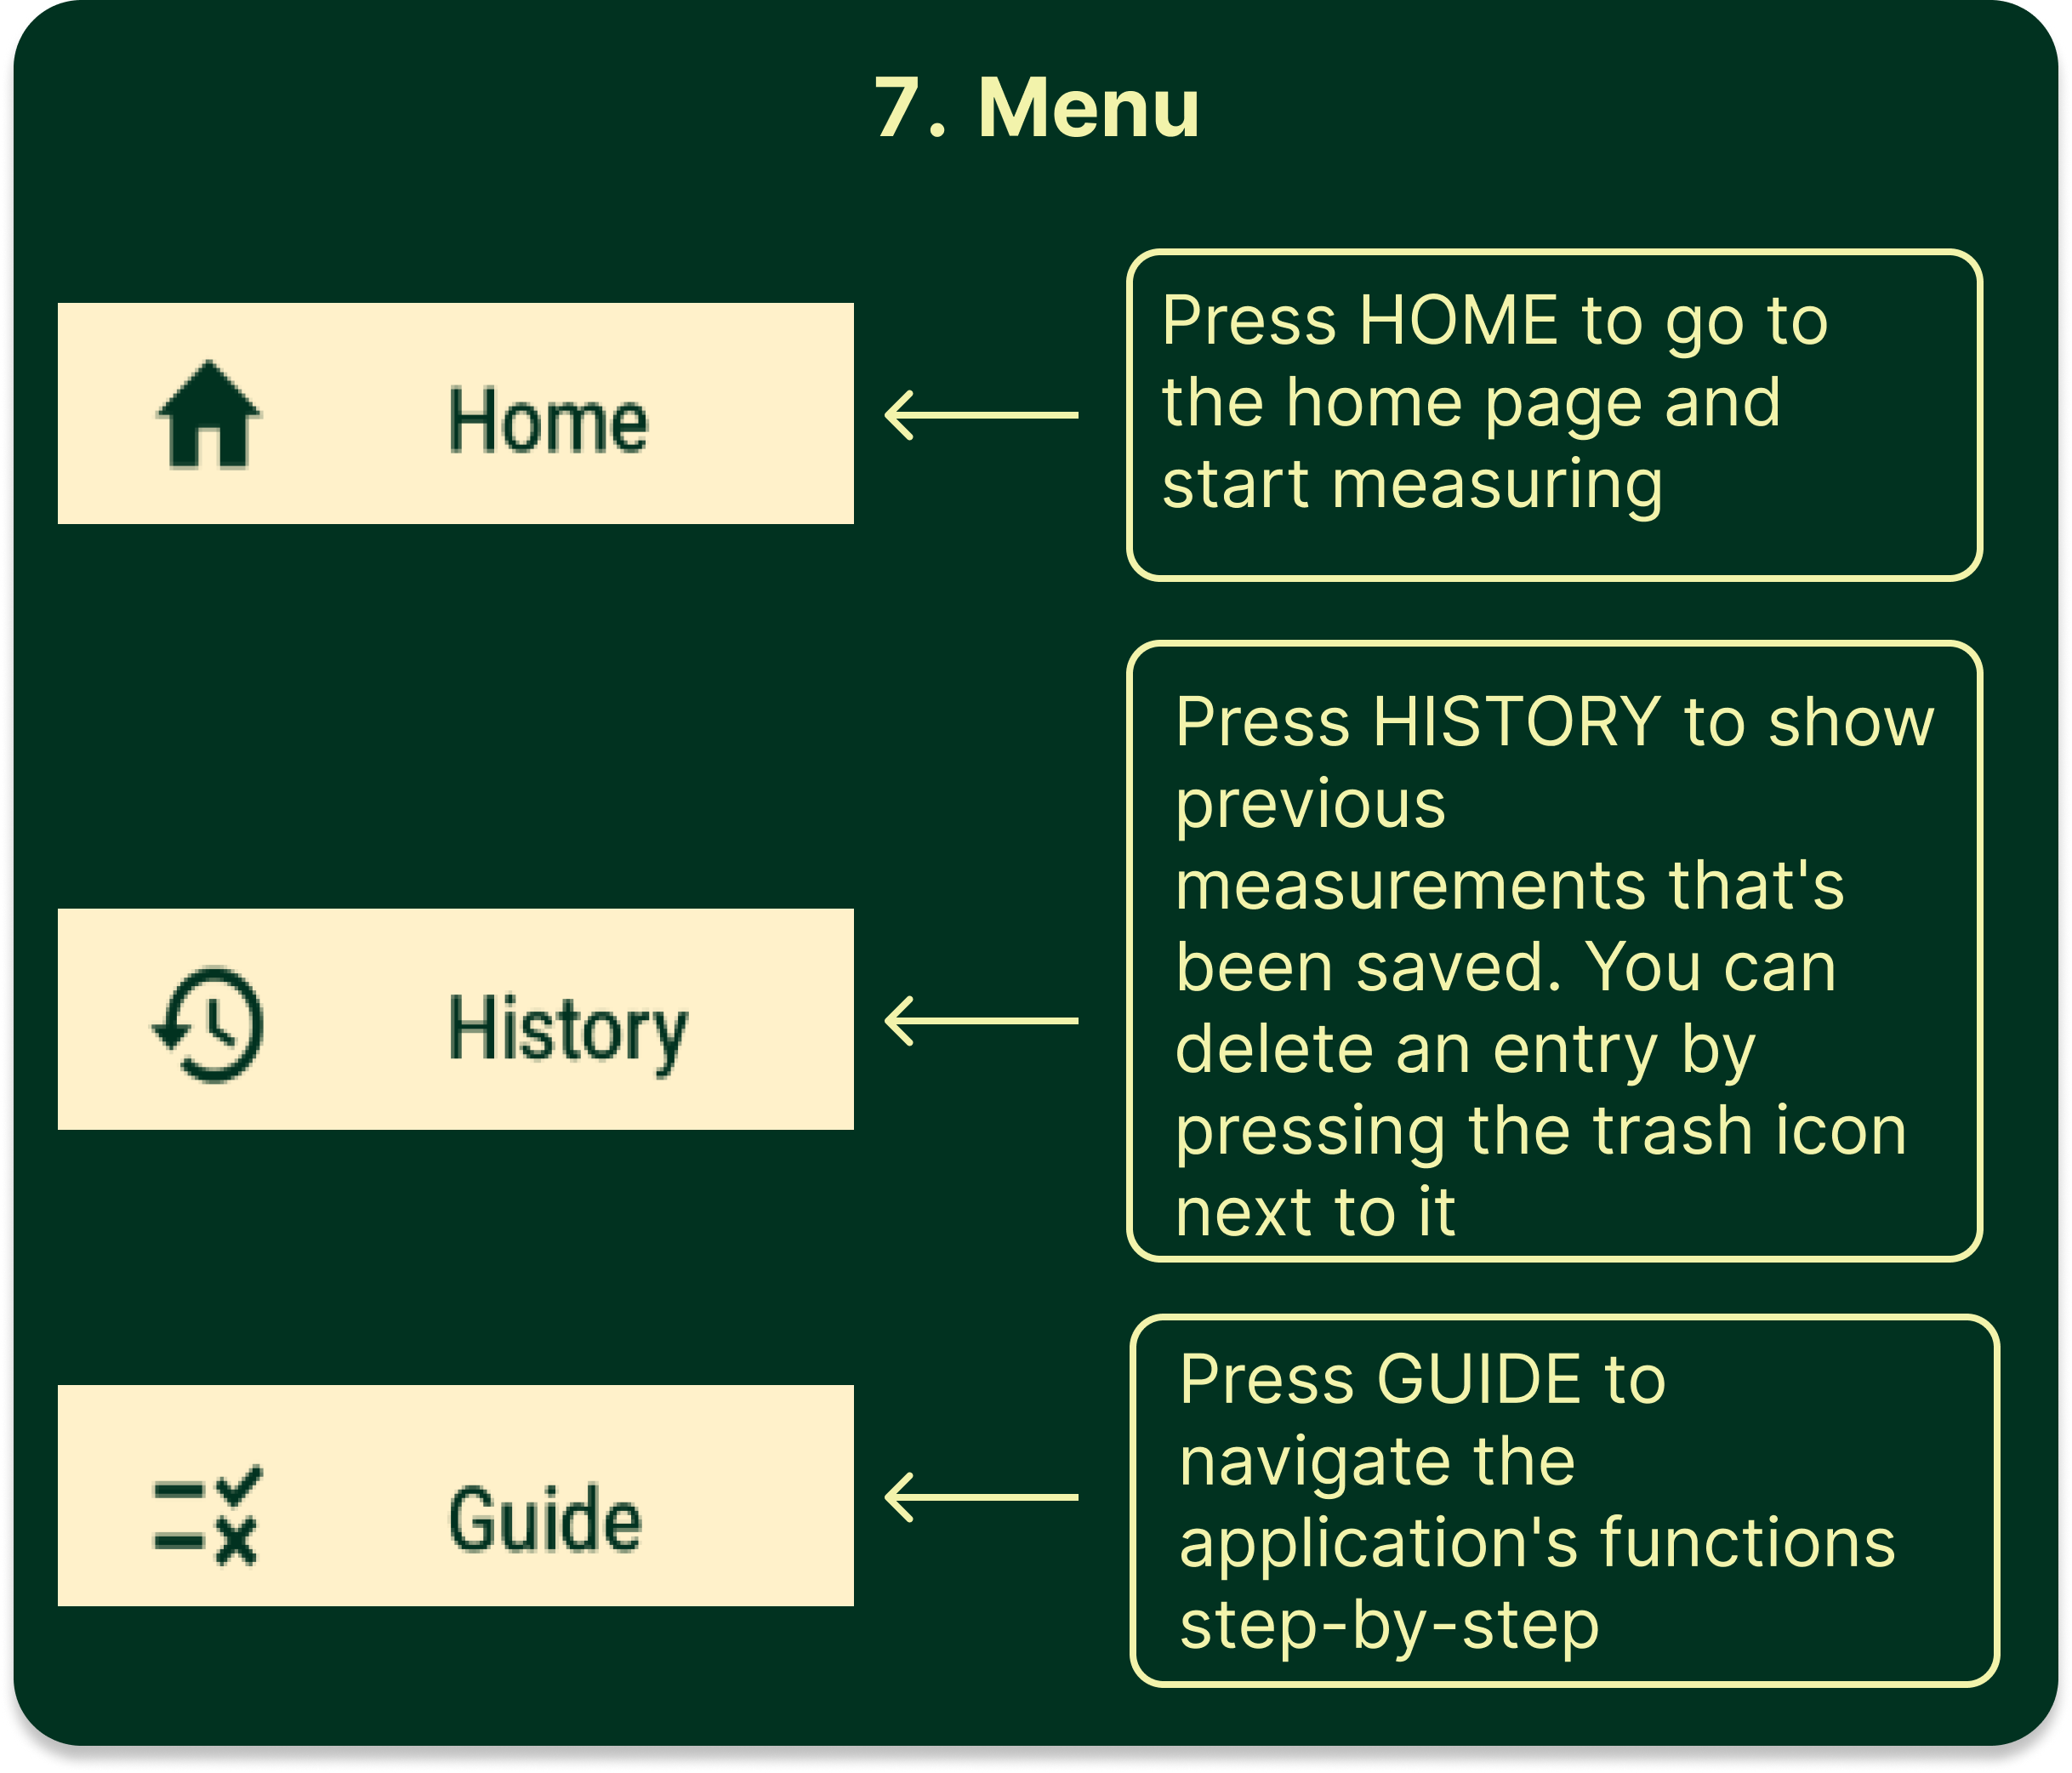 7. Menu
Home
Press HOME to go to
the home page and
start measuring
History
Press HISTORY to show
previous
measurements that's
been saved. You can
delete an entry by
pressing the trash icon
next to it
Guide
Press GUIDE to
navigate the
application's functions
step-by-step